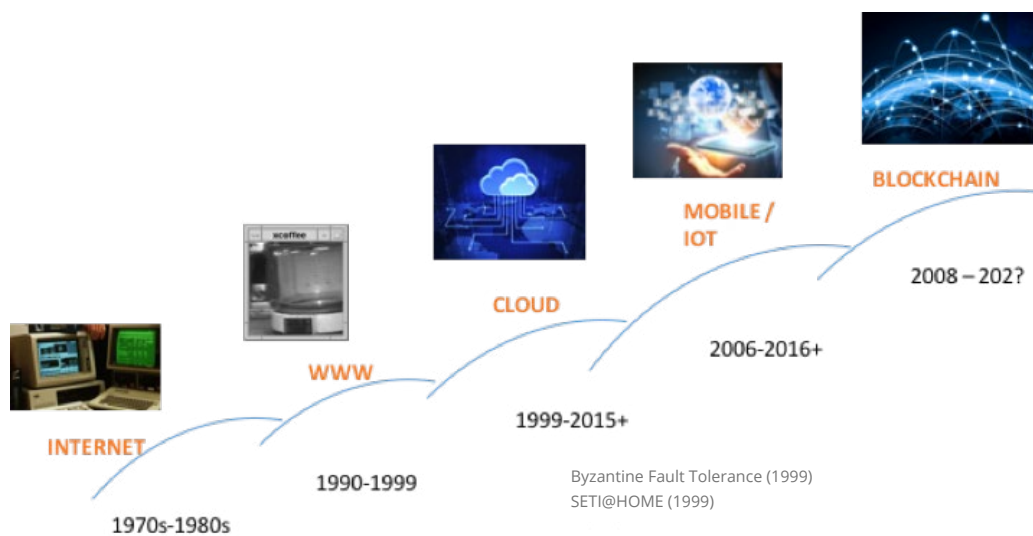 INTERNET
1970s-1980s
xcoffee
WWW
1990-1999
CLOUD
1999-2015+
Byzantine Fault Tolerance (1999)
SETI@HOME (1999)
MOBILE /
IOT
2006-2016+
BLOCKCHAIN
2008 – 202?